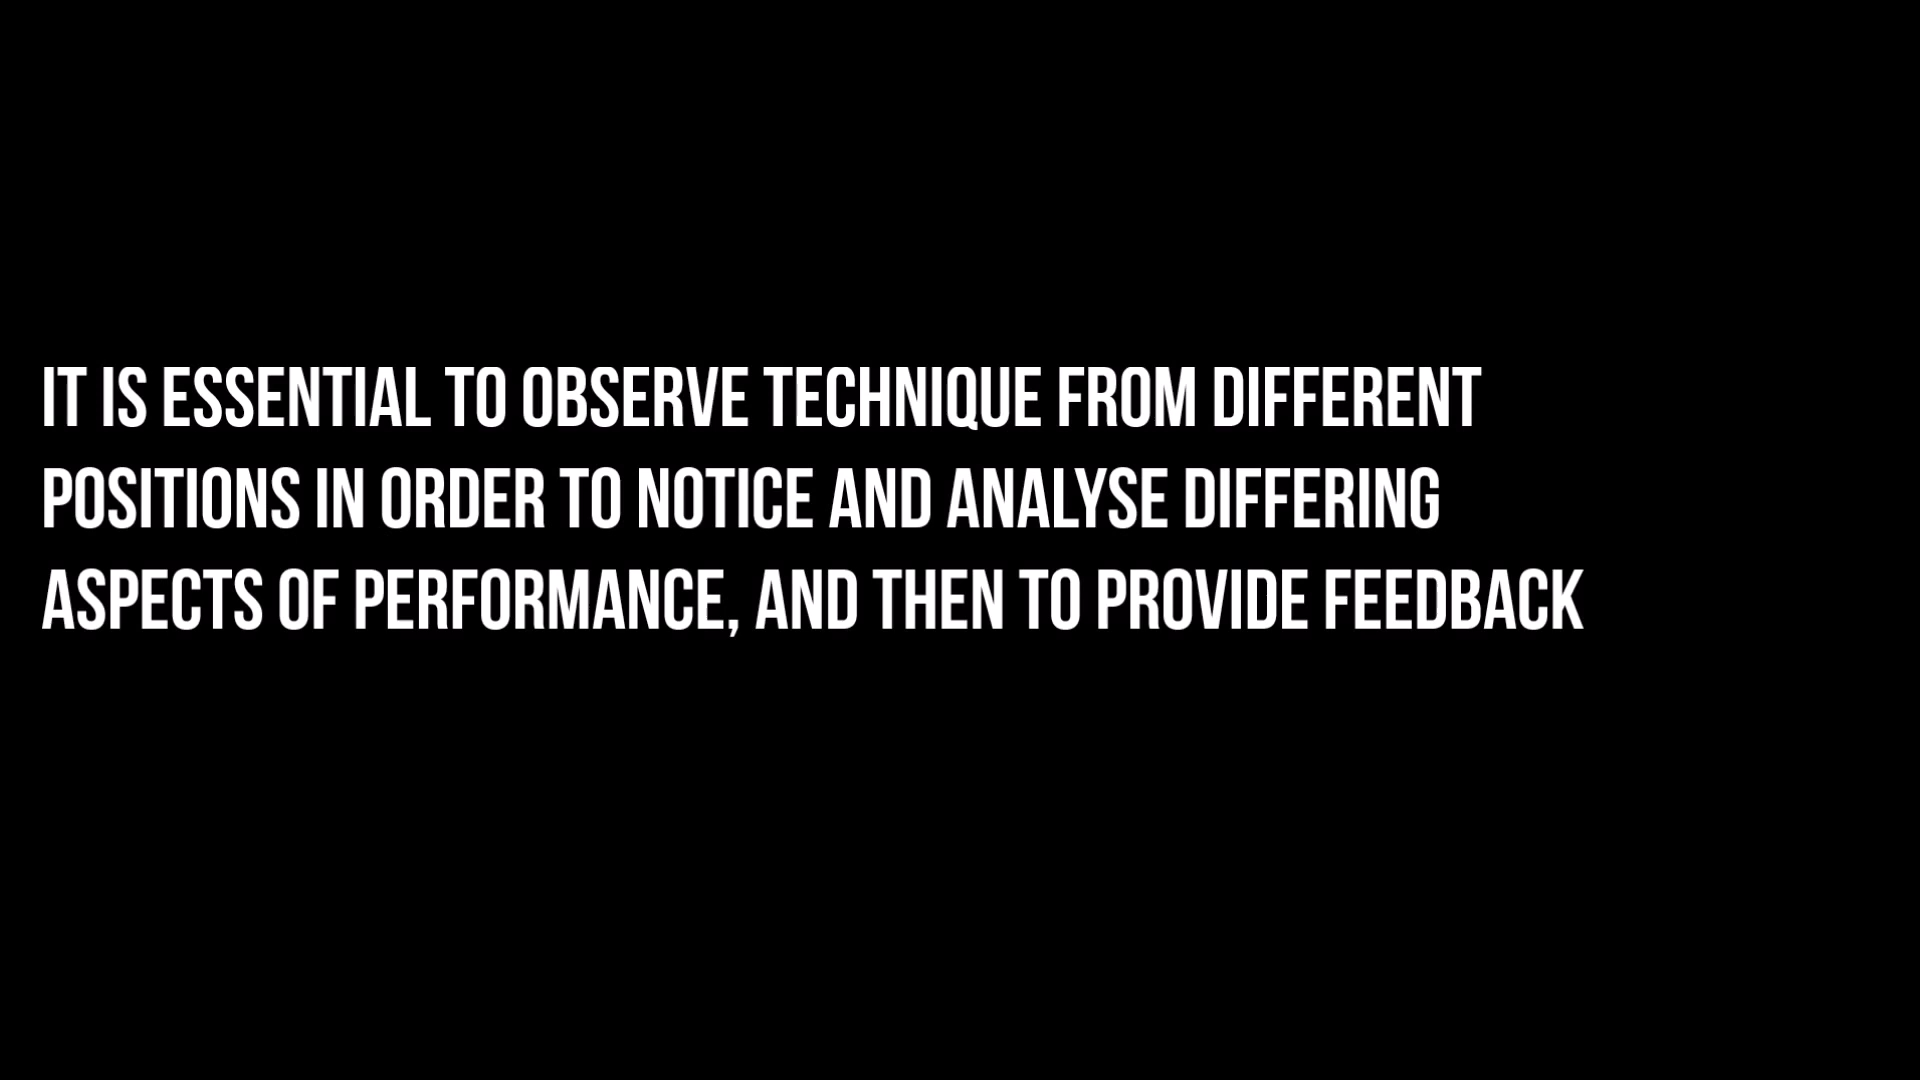 IT IS ESSENTIAL TO OBSERVE TECHNIQUE FROM DIFFERENT
POSITIONS IN ORDER TO NOTICE AND ANALYSE DIFFERING
ASPECTS OF PERFORMANCE, AND THEN TO PROVIDE FEEDBACK